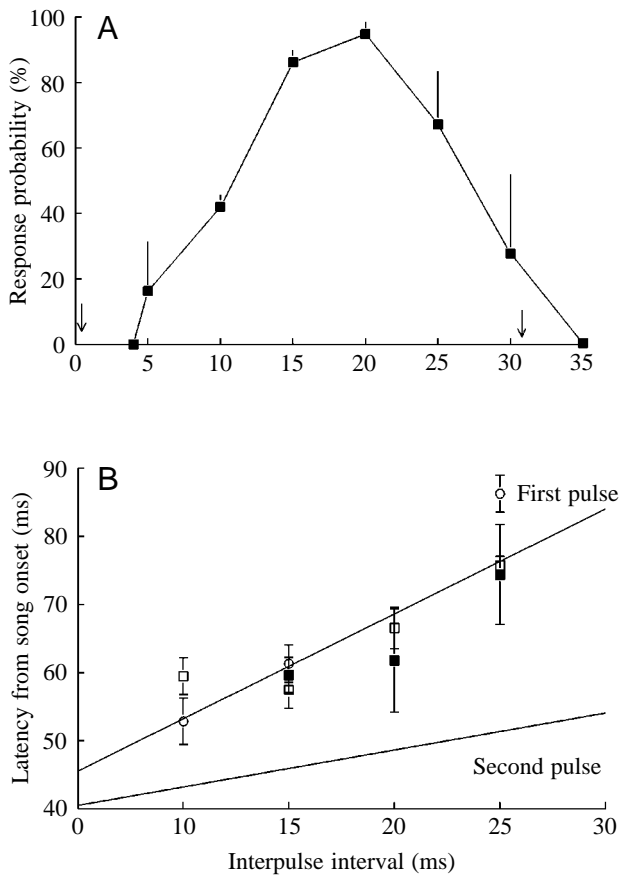 A
Response probability (%)
100
80
60
40
20
0
0 5 10 15 20 25 30 35
B
Latency from song onset (ms)
90
80
70
60
50
40
First pulse
Second pulse
0 10 15 20 25 30
Interpulse interval (ms)